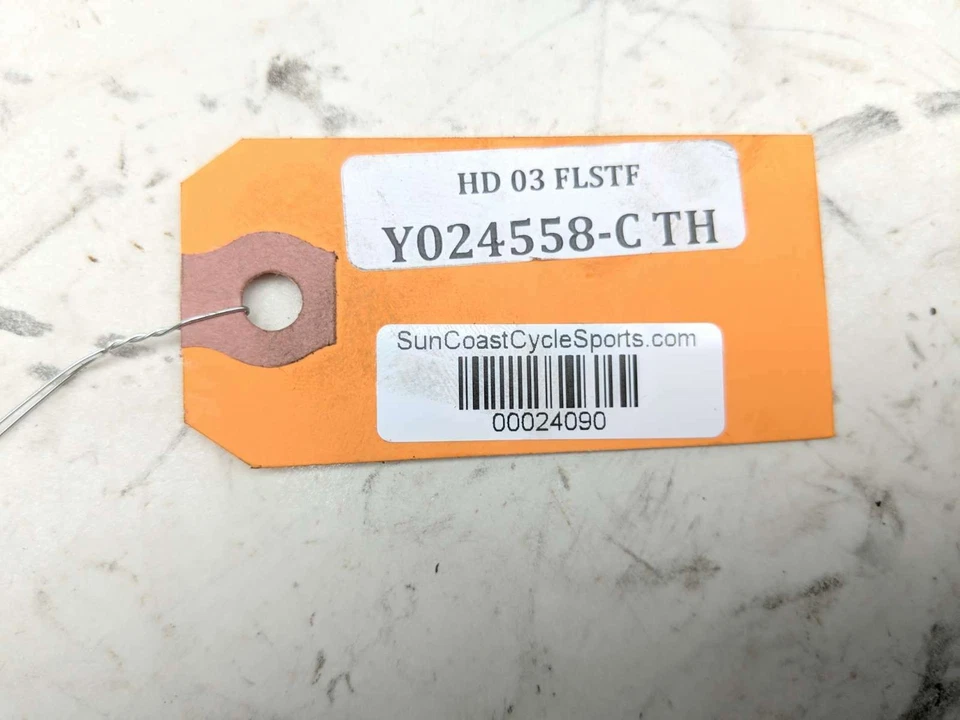 HD 03 FLSTF
Y024558-C TH
SunCoastCycleSports.com
00024090